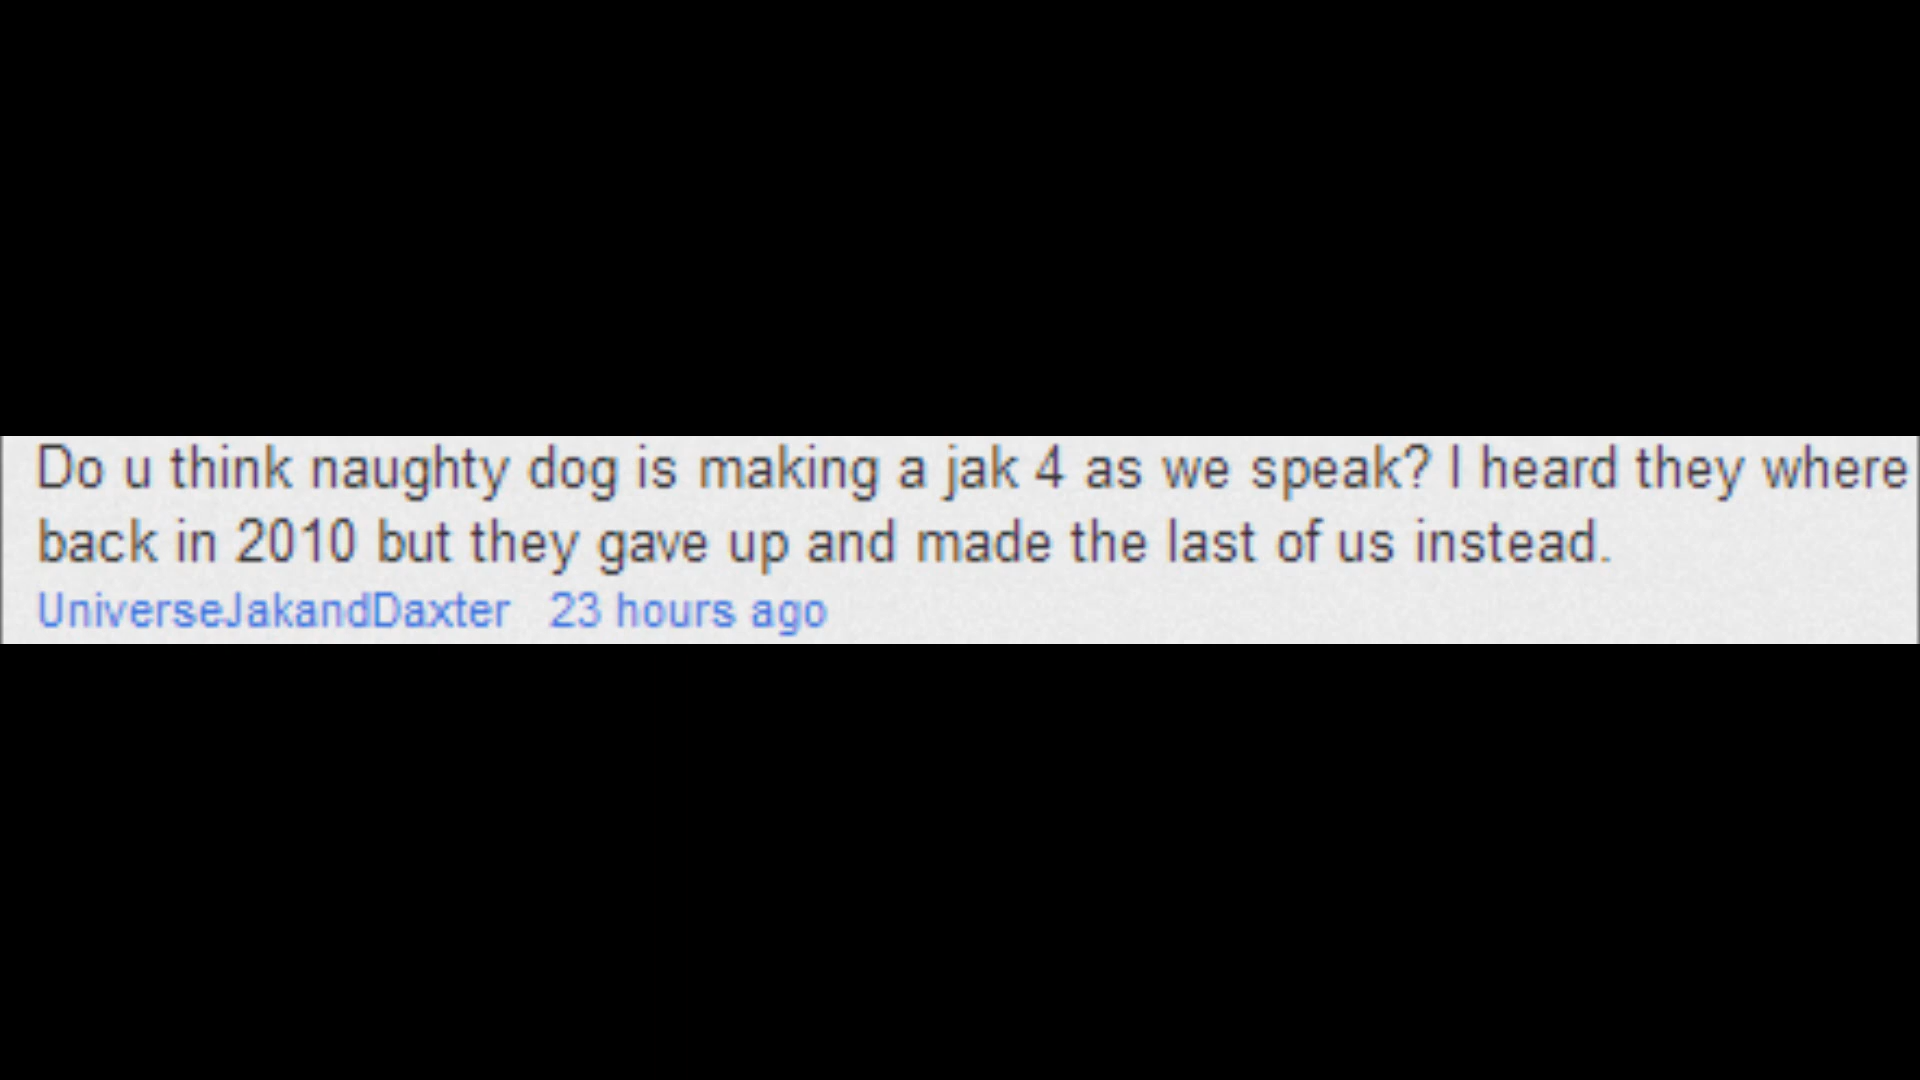 Do u think naughty dog is making a jak 4 as we speak? I heard they where
back in 2010 but they gave up and made the last of us instead.
UniverseJakandDaxter 23 hours ago